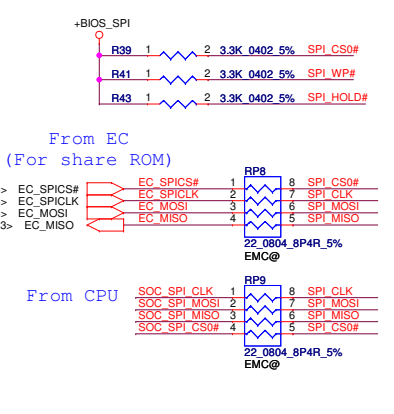 +BIOS_SPI
R39 1 2 3.3K_0402_5% SPI_CS0#
R41 1 2 3.3K_0402_5% SPI_WP#
R43 1 2 3.3K_0402_5% SPI_HOLD#
From EC
(For share ROM)
RP8
> EC_SPICS# EC_SPICS# 1 8 SPI_CS0#
> EC_SPICLK EC_SPICLK 2 7 SPI_CLK
> EC_MOSI EC_MOSI 3 6 SPI_MOSI
3> EC_MISO EC_MISO 4 5 SPI_MISO
22_0804_8P4R_5%
EMC@
RP9
From CPU
SOC_SPI_CLK 1 8 SPI_CLK
SOC_SPI_MOSI 2 7 SPI_MOSI
SOC_SPI_MISO 3 6 SPI_MISO
SOC_SPI_CS0# 4 5 SPI_CS0#
22_0804_8P4R_5%
EMC@